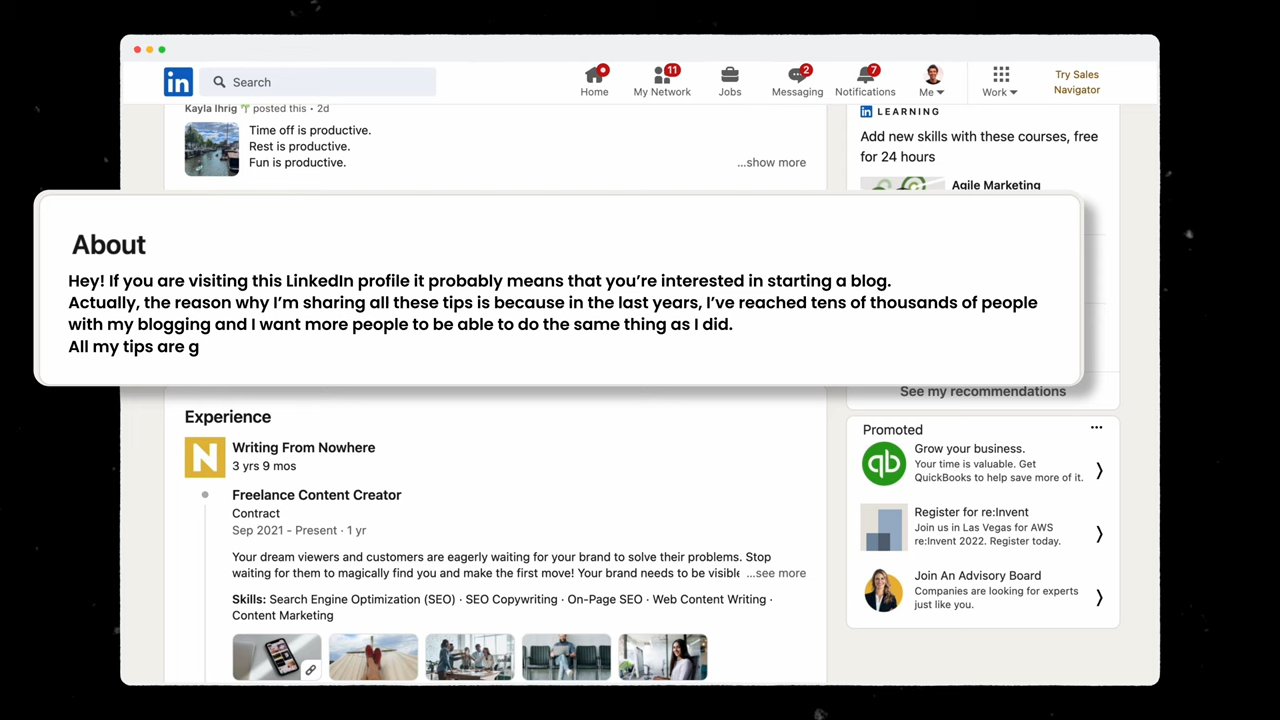 in
Search
Home
11
My Network
Jobs
2
Messaging
7
Notifications
Me
Work
Try Sales
Navigator
Kayla Ihrig 🌴 posted this • 2d
Time off is productive.
Rest is productive.
Fun is productive.
...show more
in LEARNING
Add new skills with these courses, free
for 24 hours
Agile Marketing
About
Hey! If you are visiting this LinkedIn profile it probably means that you’re interested in starting a blog.
Actually, the reason why I’m sharing all these tips is because in the last years, I’ve reached tens of thousands of people
with my blogging and I want more people to be able to do the same thing as I did.
All my tips are g
See my recommendations
Experience
N
Writing From Nowhere
3 yrs 9 mos
Freelance Content Creator
Contract
Sep 2021 - Present · 1 yr
Your dream viewers and customers are eagerly waiting for your brand to solve their problems. Stop
waiting for them to magically find you and make the first move! Your brand needs to be visible ...see more
Skills: Search Engine Optimization (SEO) · SEO Copywriting · On-Page SEO · Web Content Writing ·
Content Marketing
Promoted
qb
Grow your business.
Your time is valuable. Get
QuickBooks to help save more of it.
Register for re:Invent
Join us in Las Vegas for AWS
re:Invent 2022. Register today.
Join An Advisory Board
Companies are looking for experts
just like you.